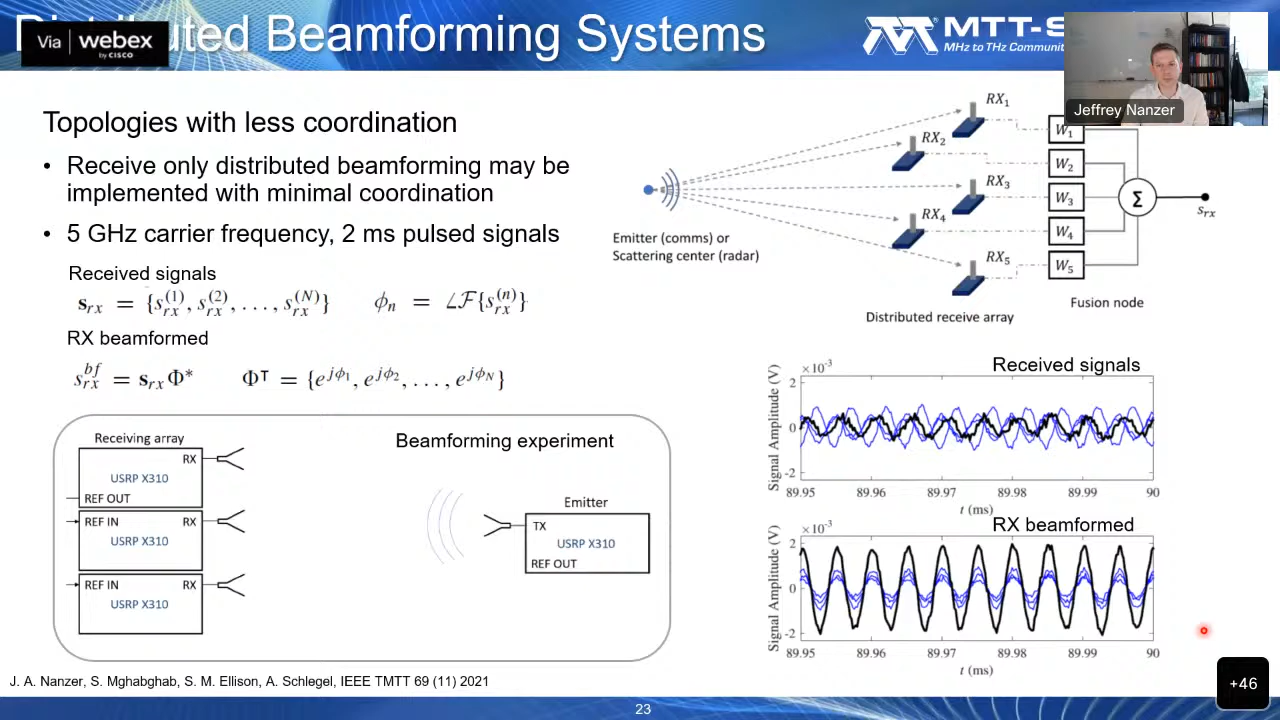 Distributed Beamforming Systems
Via webex
by CISCO
MTT-S
MHz to THz Communit
Jeffrey Nanzer
Topologies with less coordination
• Receive only distributed beamforming may be
implemented with minimal coordination
• 5 GHz carrier frequency, 2 ms pulsed signals
Received signals
s_rx = {s_rx^(1), s_rx^(2), . . . , s_rx^(N)}
ϕ_n = ∠ℱ{s_rx^(n)}
RX beamformed
s_rx^bf = s_rx Φ*
Φ^T = {e^{jϕ_1}, e^{jϕ_2}, . . . , e^{jϕ_N}}
RX_1
RX_2
RX_3
RX_4
RX_5
W_1
W_2
W_3
W_4
W_5
Σ
s_rx
Emitter (comms) or
Scattering center (radar)
Distributed receive array
Fusion node
Receiving array
RX
USRP X310
REF OUT
REF IN RX
USRP X310
REF IN RX
USRP X310
Beamforming experiment
Emitter
TX
USRP X310
REF OUT
Received signals
×10^-3
Signal Amplitude (V)
2
0
-2
89.95 89.96 89.97 89.98 89.99 90
t (ms)
RX beamformed
×10^-3
Signal Amplitude (V)
2
0
-2
89.95 89.96 89.97 89.98 89.99 90
t (ms)
J. A. Nanzer, S. Mghabghab, S. M. Ellison, A. Schlegel, IEEE TMTT 69 (11) 2021
23
+46